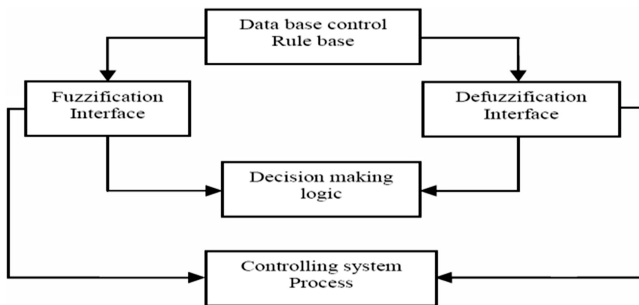 Data base control
Rule base
Fuzzification
Interface
Defuzzification
Interface
Decision making
logic
Controlling system
Process